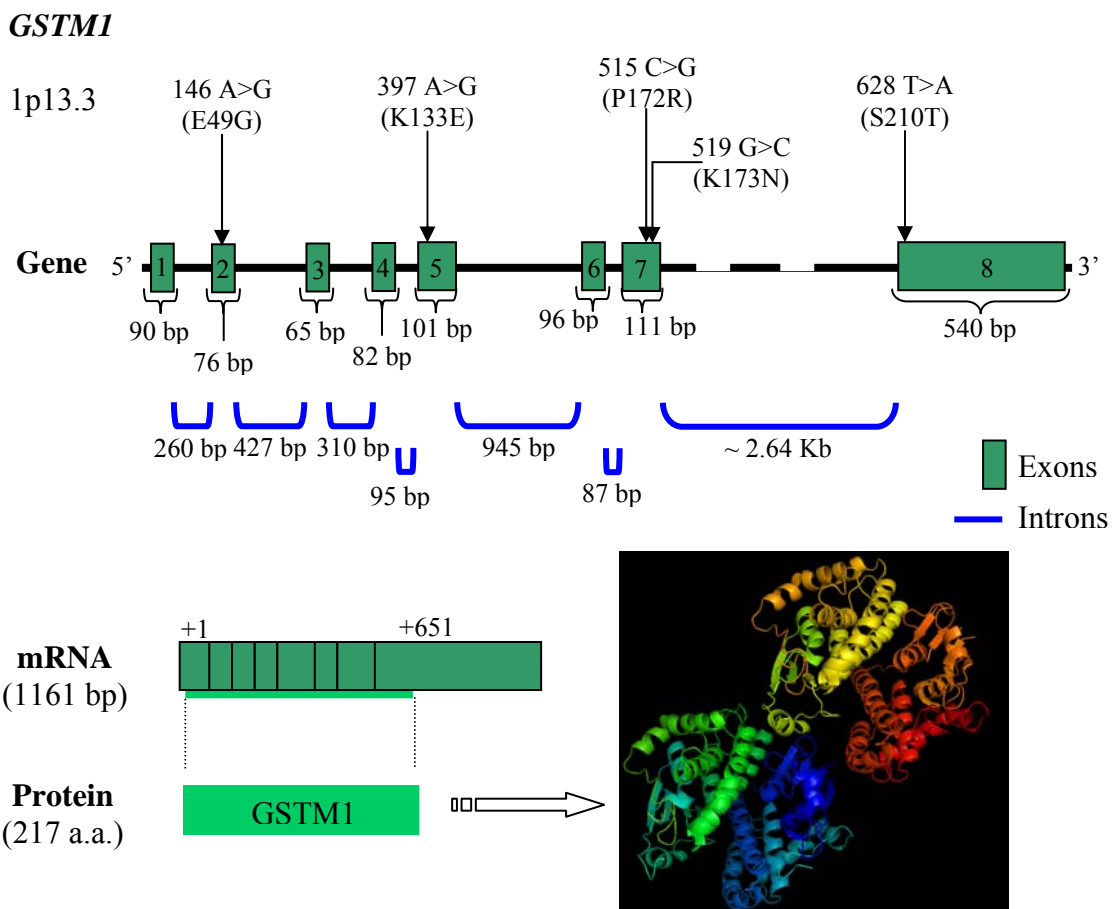 GSTM1
1p13.3
146 A>G
(E49G)
397 A>G
(K133E)
515 C>G
(P172R)
519 G>C
(K173N)
628 T>A
(S210T)
Gene 5’ 1 2 3 4 5 6 7 8 3’
90 bp
76 bp
65 bp
82 bp
101 bp
96 bp
111 bp
540 bp
260 bp
427 bp
310 bp
95 bp
945 bp
87 bp
~ 2.64 Kb
Exons
Introns
+1
+651
mRNA
(1161 bp)
Protein
(217 a.a.)
GSTM1